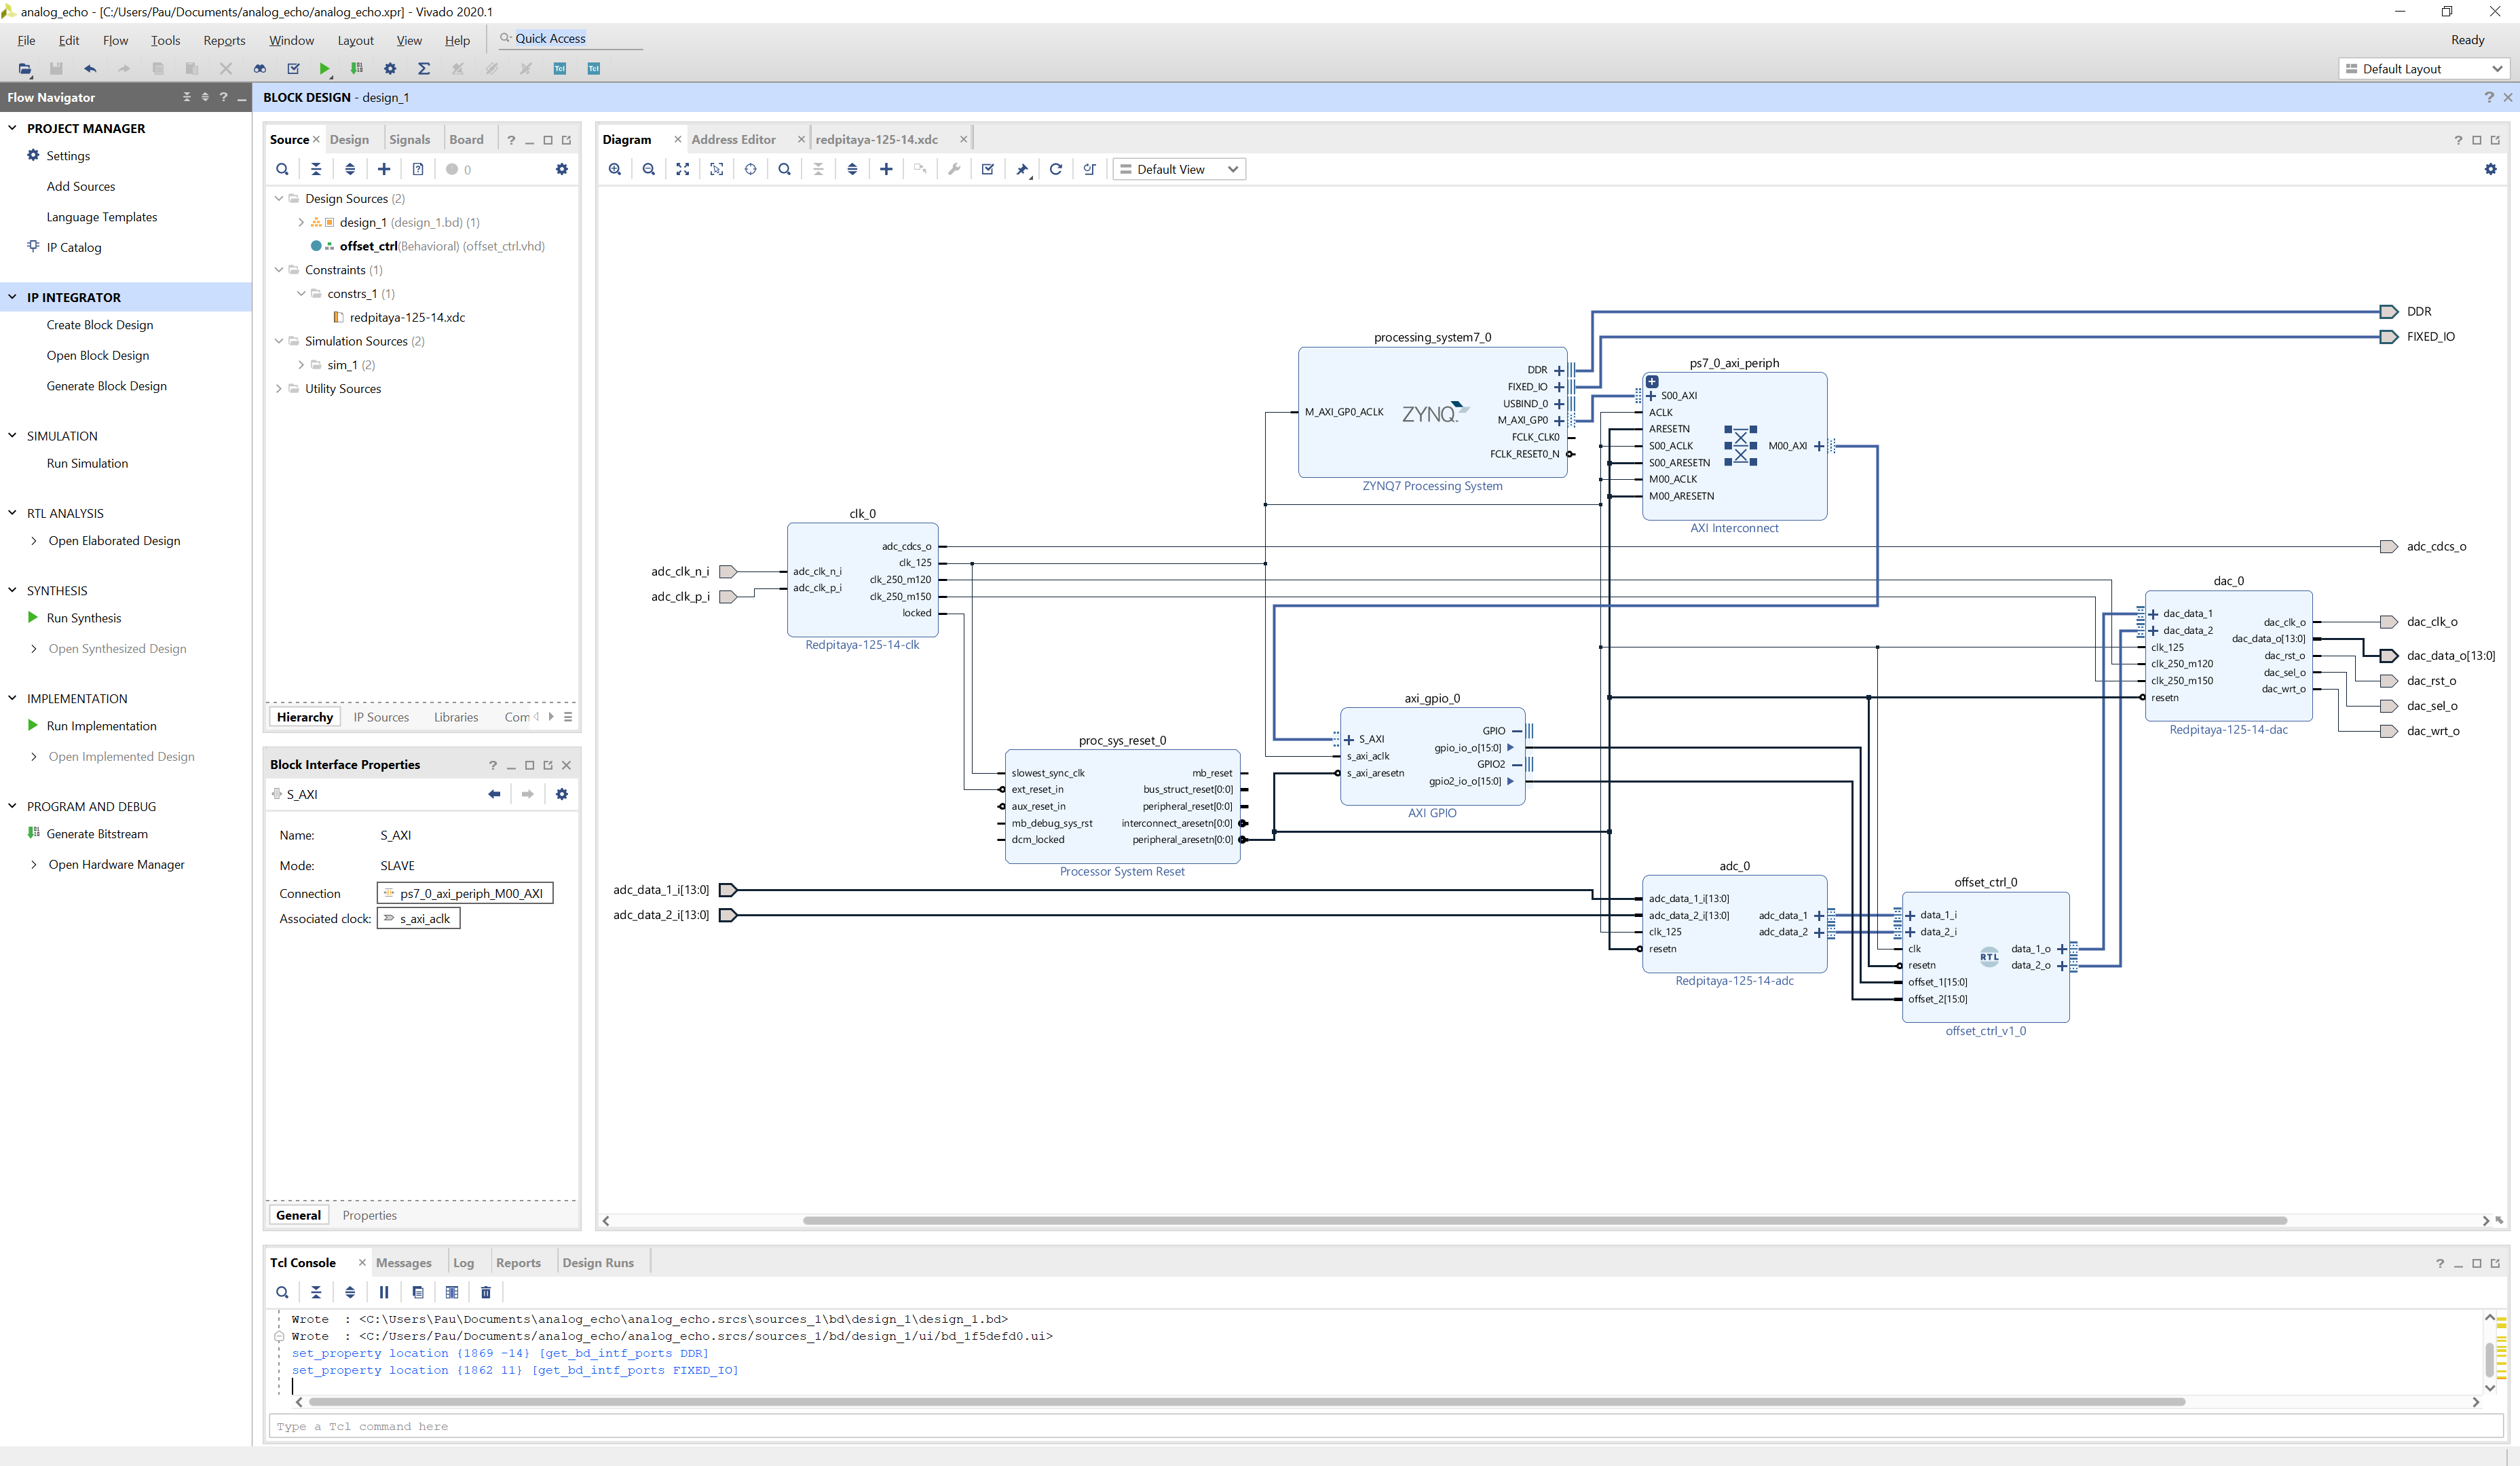 analog_echo - [C:/Users/Pau/Documents/analog_echo/analog_echo.xpr] - Vivado 2020.1
File Edit Flow Tools Reports Window Layout View Help Quick Access Ready
Tcl Tcl Default Layout
Flow Navigator
BLOCK DESIGN - design_1
PROJECT MANAGER
Settings
Add Sources
Language Templates
IP Catalog
IP INTEGRATOR
Create Block Design
Open Block Design
Generate Block Design
SIMULATION
Run Simulation
RTL ANALYSIS
Open Elaborated Design
SYNTHESIS
Run Synthesis
Open Synthesized Design
IMPLEMENTATION
Run Implementation
Open Implemented Design
PROGRAM AND DEBUG
Generate Bitstream
Open Hardware Manager
Source Design Signals Board
0
Design Sources (2)
design_1 (design_1.bd) (1)
offset_ctrl(Behavioral) (offset_ctrl.vhd)
Constraints (1)
constrs_1 (1)
redpitaya-125-14.xdc
Simulation Sources (2)
sim_1 (2)
Utility Sources
Hierarchy IP Sources Libraries Com
Block Interface Properties
S_AXI
Name: S_AXI
Mode: SLAVE
Connection ps7_0_axi_periph_M00_AXI
Associated clock: s_axi_aclk
General Properties
Diagram Address Editor redpitaya-125-14.xdc
Default View
DDR
FIXED_IO
processing_system7_0
DDR
FIXED_IO
USBIND_0
M_AXI_GP0_ACLK
ZYNQ
M_AXI_GP0
FCLK_CLK0
FCLK_RESET0_N
ZYNQ7 Processing System
ps7_0_axi_periph
S00_AXI
ACLK
ARESETN
S00_ACLK
M00_AXI
S00_ARESETN
M00_ACLK
M00_ARESETN
AXI Interconnect
clk_0
adc_clk_n_i
adc_clk_p_i
adc_clk_n_i
adc_clk_p_i
adc_cdcs_o
clk_125
clk_250_m120
clk_250_m150
locked
Redpitaya-125-14-clk
adc_cdcs_o
dac_0
dac_data_1
dac_data_2
clk_125
clk_250_m120
clk_250_m150
resetn
dac_clk_o
dac_data_o[13:0]
dac_rst_o
dac_sel_o
dac_wrt_o
Redpitaya-125-14-dac
dac_clk_o
dac_data_o[13:0]
dac_rst_o
dac_sel_o
dac_wrt_o
axi_gpio_0
S_AXI
s_axi_aclk
s_axi_aresetn
GPIO
gpio_io_o[15:0]
GPIO2
gpio2_io_o[15:0]
AXI GPIO
proc_sys_reset_0
slowest_sync_clk
ext_reset_in
aux_reset_in
mb_debug_sys_rst
dcm_locked
mb_reset
bus_struct_reset[0:0]
peripheral_reset[0:0]
interconnect_aresetn[0:0]
peripheral_aresetn[0:0]
Processor System Reset
adc_data_1_i[13:0]
adc_data_2_i[13:0]
adc_0
adc_data_1_i[13:0]
adc_data_2_i[13:0]
clk_125
resetn
adc_data_1
adc_data_2
Redpitaya-125-14-adc
offset_ctrl_0
data_1_i
data_2_i
clk
resetn
offset_1[15:0]
offset_2[15:0]
RTL
data_1_o
data_2_o
offset_ctrl_v1_0
Tcl Console Messages Log Reports Design Runs
Wrote : <C:\Users\Pau\Documents\analog_echo\analog_echo.srcs\sources_1\bd\design_1\design_1.bd>
Wrote : <C:/Users/Pau/Documents/analog_echo/analog_echo.srcs/sources_1/bd/design_1/ui/bd_1f5defd0.ui>
set_property location {1869 -14} [get_bd_intf_ports DDR]
set_property location {1862 11} [get_bd_intf_ports FIXED_IO]
Type a Tcl command here